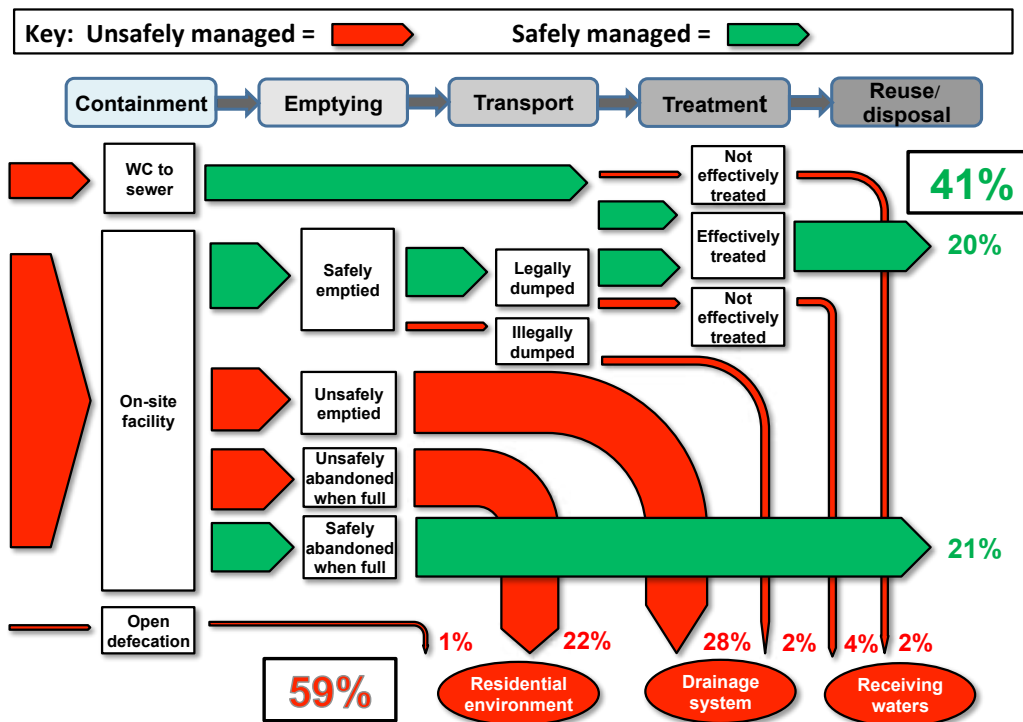 Key: Unsafely managed =
Safely managed =
Containment
Emptying
Transport
Treatment
Reuse/
disposal
WC to
sewer
Not
effectively
treated
41%
Effectively
treated
20%
Safely
emptied
Legally
dumped
Not
effectively
treated
Illegally
dumped
On-site
facility
Unsafely
emptied
Unsafely
abandoned
when full
Safely
abandoned
when full
21%
Open
defecation
1%
22%
28%
2%
4%
2%
59%
Residential
environment
Drainage
system
Receiving
waters